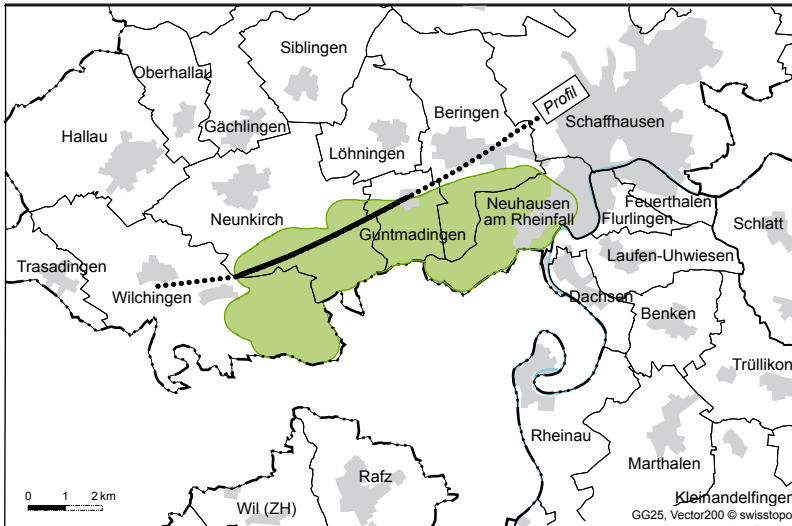 Siblingen
Oberhallau
Profil
Beringen
Schaffhausen
Gächlingen
Hallau
Löhningen
Neunkirch
Neuhausen
am Rheinfall
Feuerthalen
Flurlingen
Schlatt
Guntmadingen
Laufen-Uhwiesen
Trasadingen
Wilchingen
Dachsen
Benken
Trüllikon
Rheinau
Marthalen
Rafz
Wil (ZH)
Kleinandelfingen
0 1 2 km
GG25, Vector200 © swisstopo